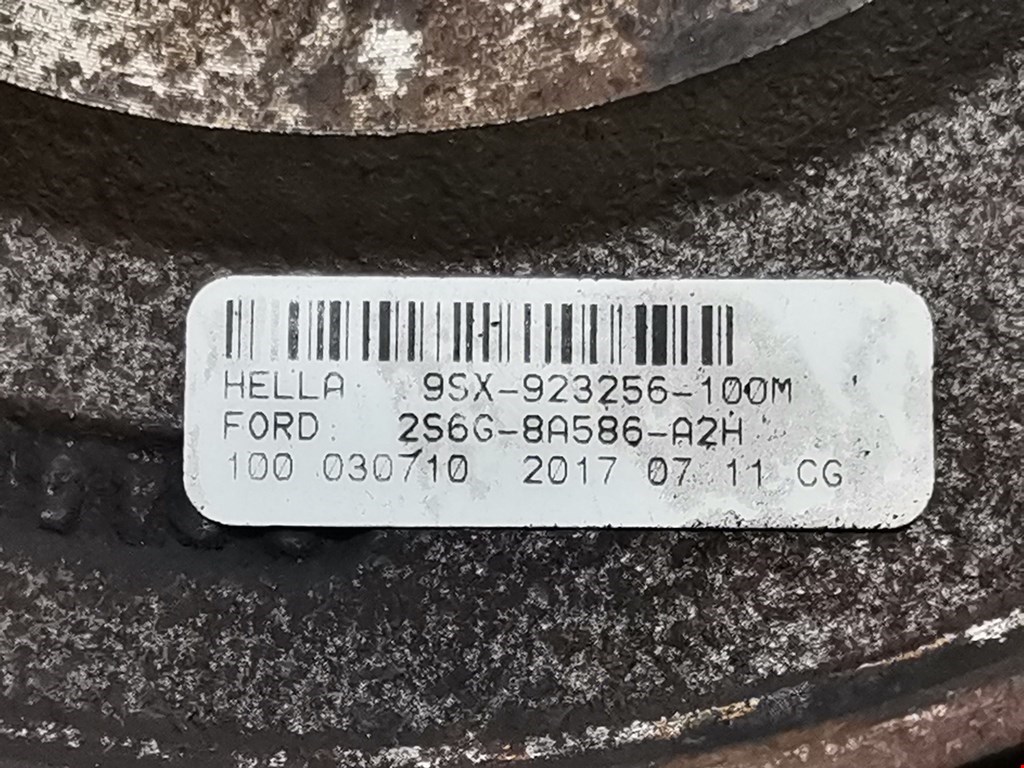 HELLA: 9SX-923256-100M
FORD: 2S6G-8A586-A2H
100 030710 2017 07 11 CG